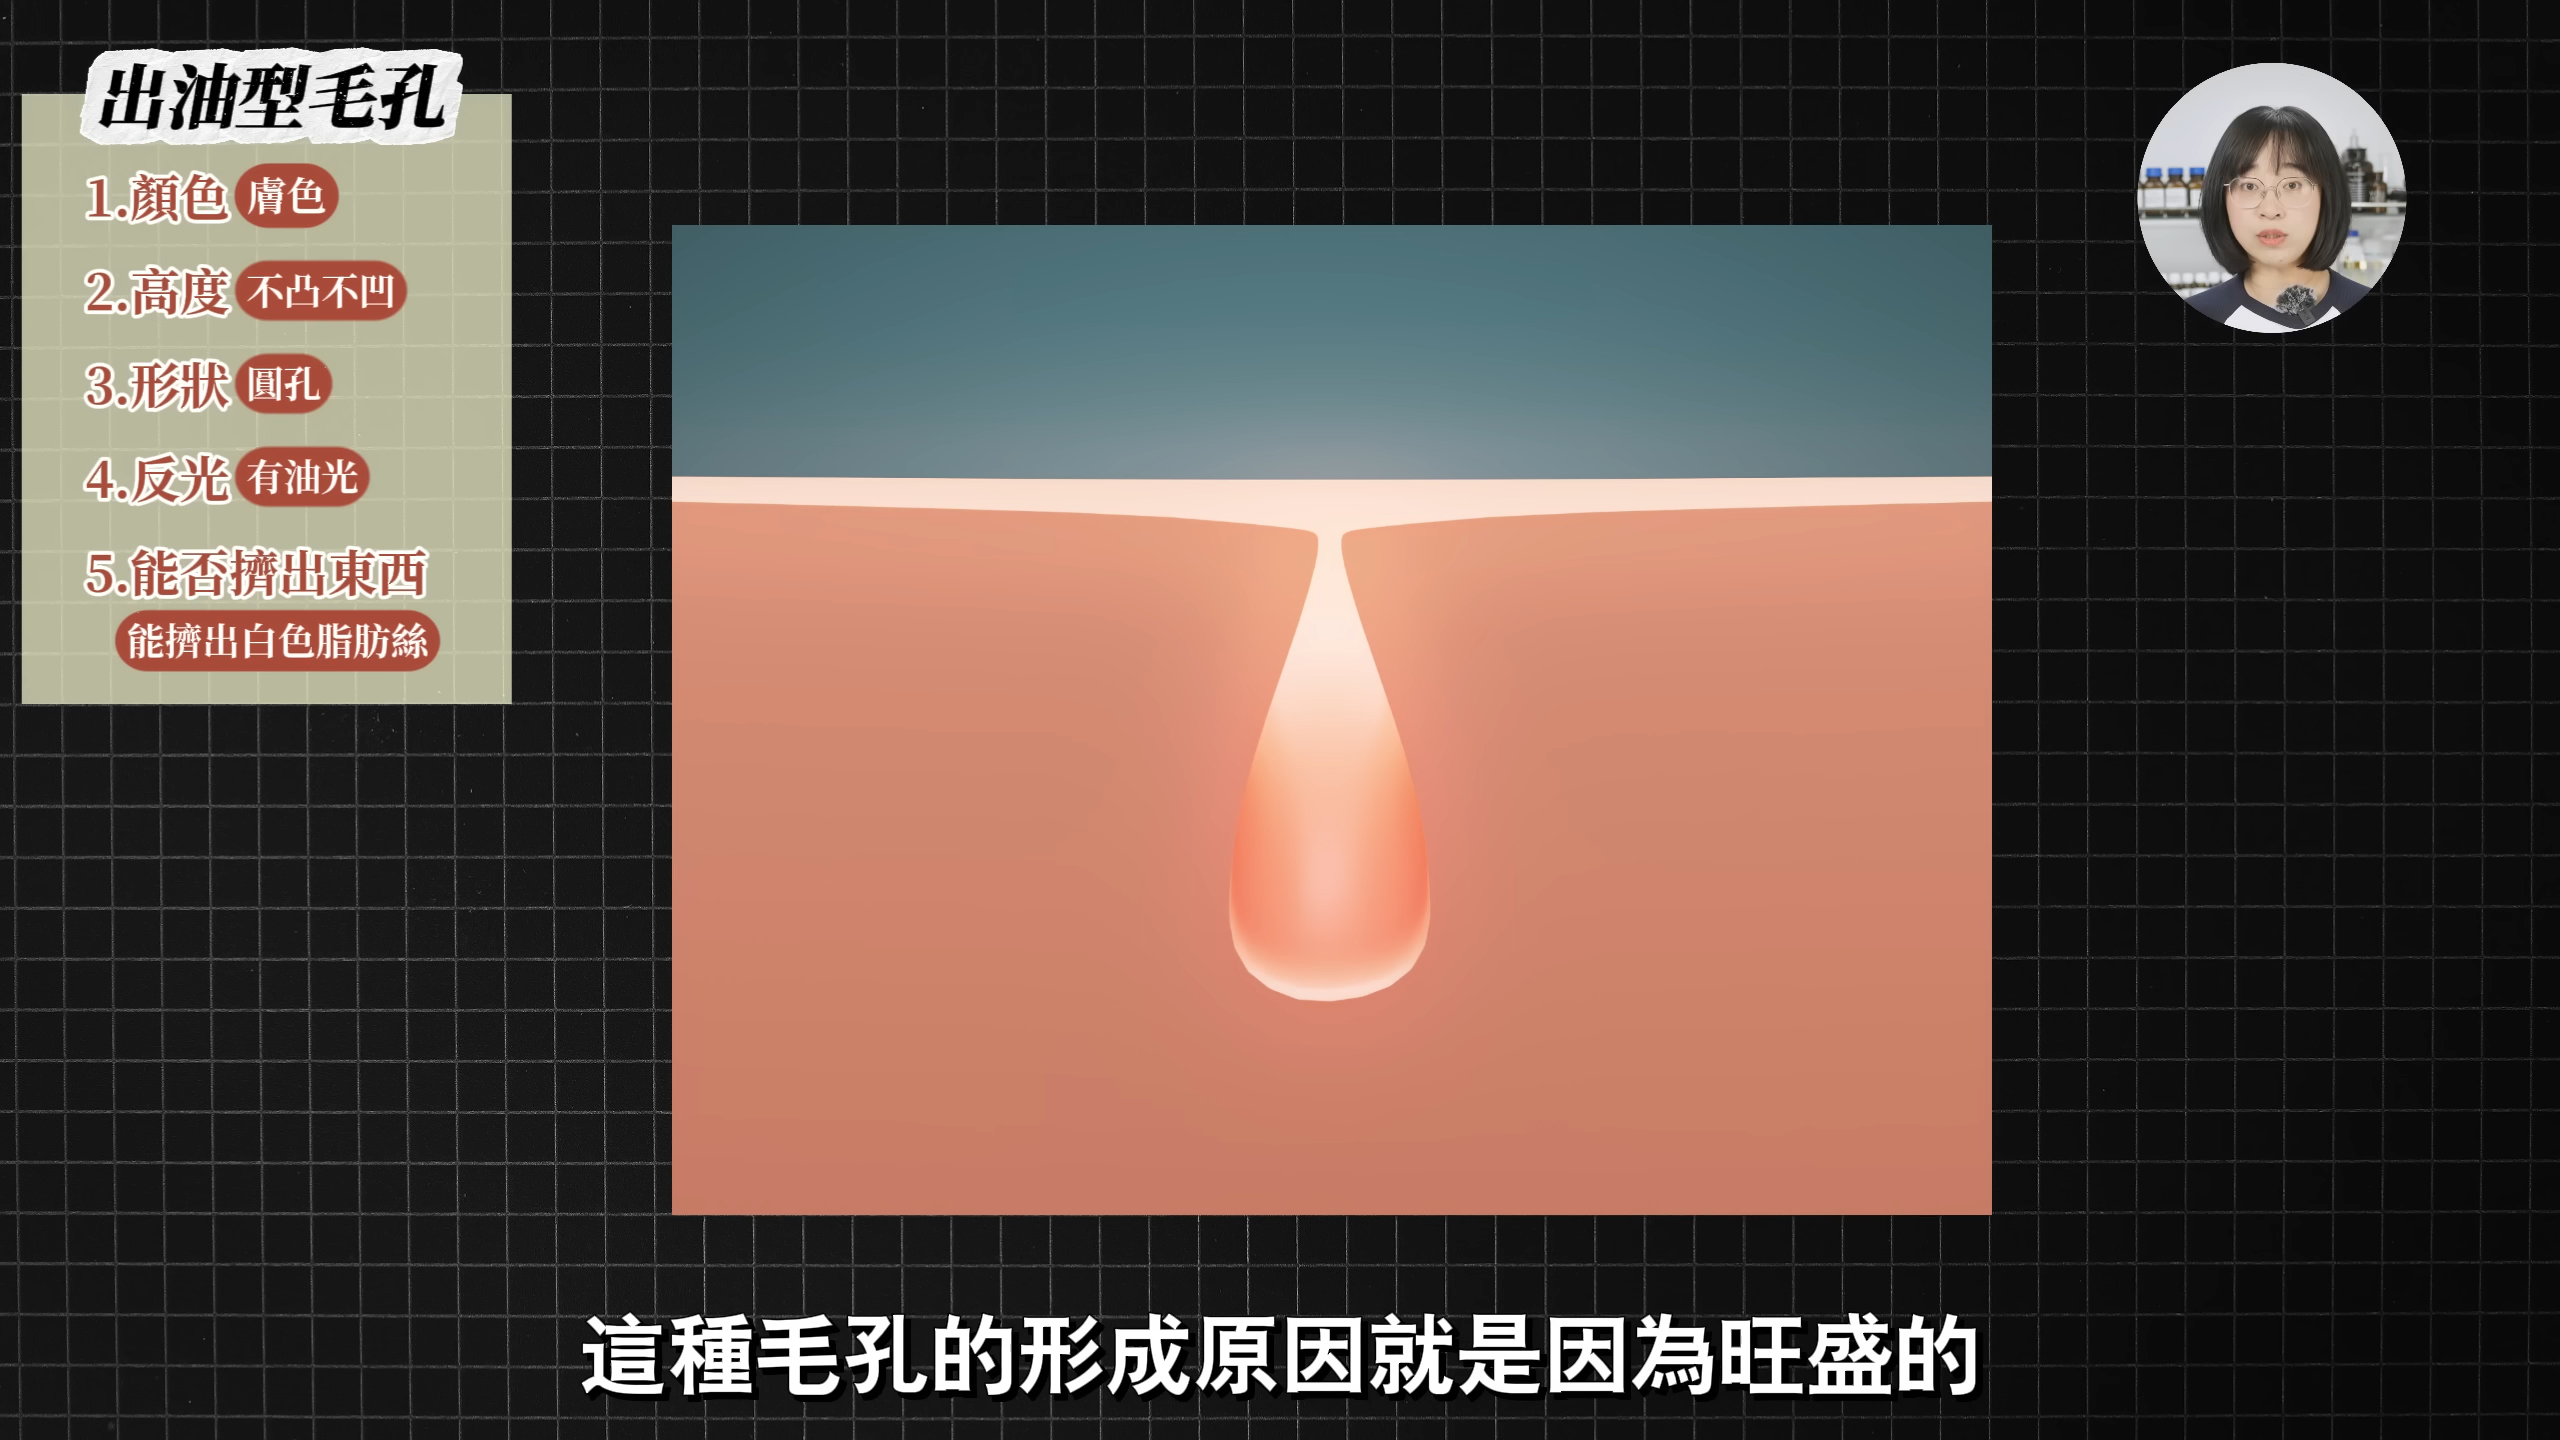 出油型毛孔
1.顏色 膚色
2.高度 不凸不凹
3.形狀 圓孔
4.反光 有油光
5.能否擠出東西
能擠出白色脂肪絲
這種毛孔的形成原因就是因為旺盛的